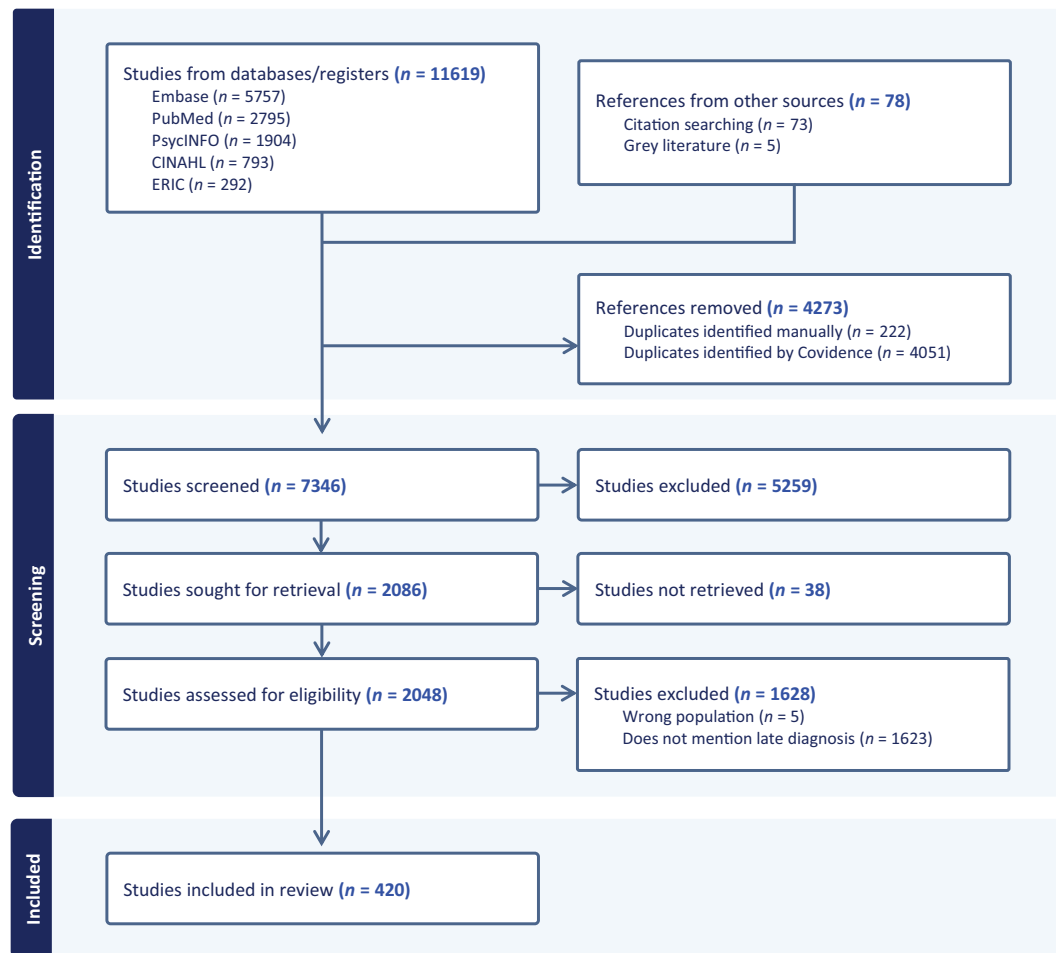 Identification
Studies from databases/registers (n = 11619)
Embase (n = 5757)
PubMed (n = 2795)
PsycINFO (n = 1904)
CINAHL (n = 793)
ERIC (n = 292)
References from other sources (n = 78)
Citation searching (n = 73)
Grey literature (n = 5)
References removed (n = 4273)
Duplicates identified manually (n = 222)
Duplicates identified by Covidence (n = 4051)
Screening
Studies screened (n = 7346)
Studies excluded (n = 5259)
Studies sought for retrieval (n = 2086)
Studies not retrieved (n = 38)
Studies assessed for eligibility (n = 2048)
Studies excluded (n = 1628)
Wrong population (n = 5)
Does not mention late diagnosis (n = 1623)
Included
Studies included in review (n = 420)